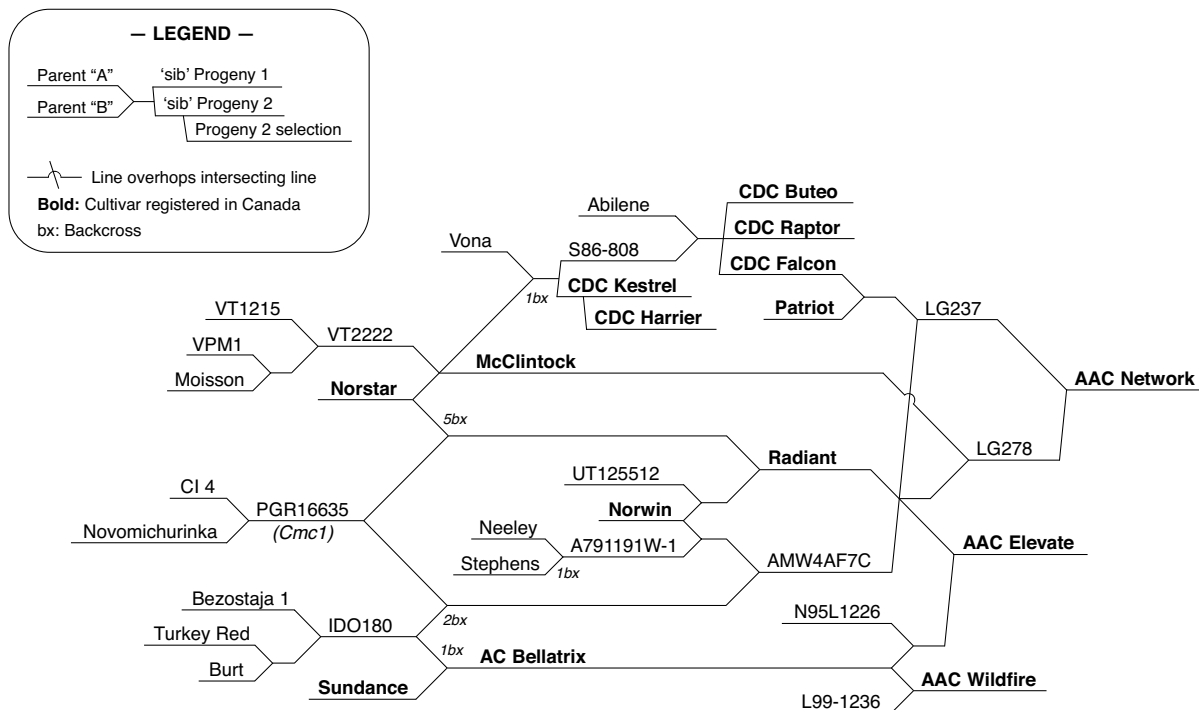 — LEGEND —
Parent “A”
‘sib’ Progeny 1
Parent “B”
‘sib’ Progeny 2
Progeny 2 selection
Line overhops intersecting line
Bold: Cultivar registered in Canada
bx: Backcross
CDC Buteo
Abilene
CDC Raptor
Vona
S86-808
CDC Falcon
1bx
CDC Kestrel
CDC Harrier
Patriot
LG237
VT1215
VT2222
VPM1
Moisson
McClintock
Norstar
AAC Network
5bx
LG278
Radiant
UT125512
CI 4
PGR16635
(Cmc1)
Novomichurinka
Norwin
Neeley
A791191W-1
Stephens
1bx
AMW4AF7C
AAC Elevate
Bezostaja 1
2bx
N95L1226
IDO180
Turkey Red
Burt
1bx
AC Bellatrix
Sundance
AAC Wildfire
L99-1236